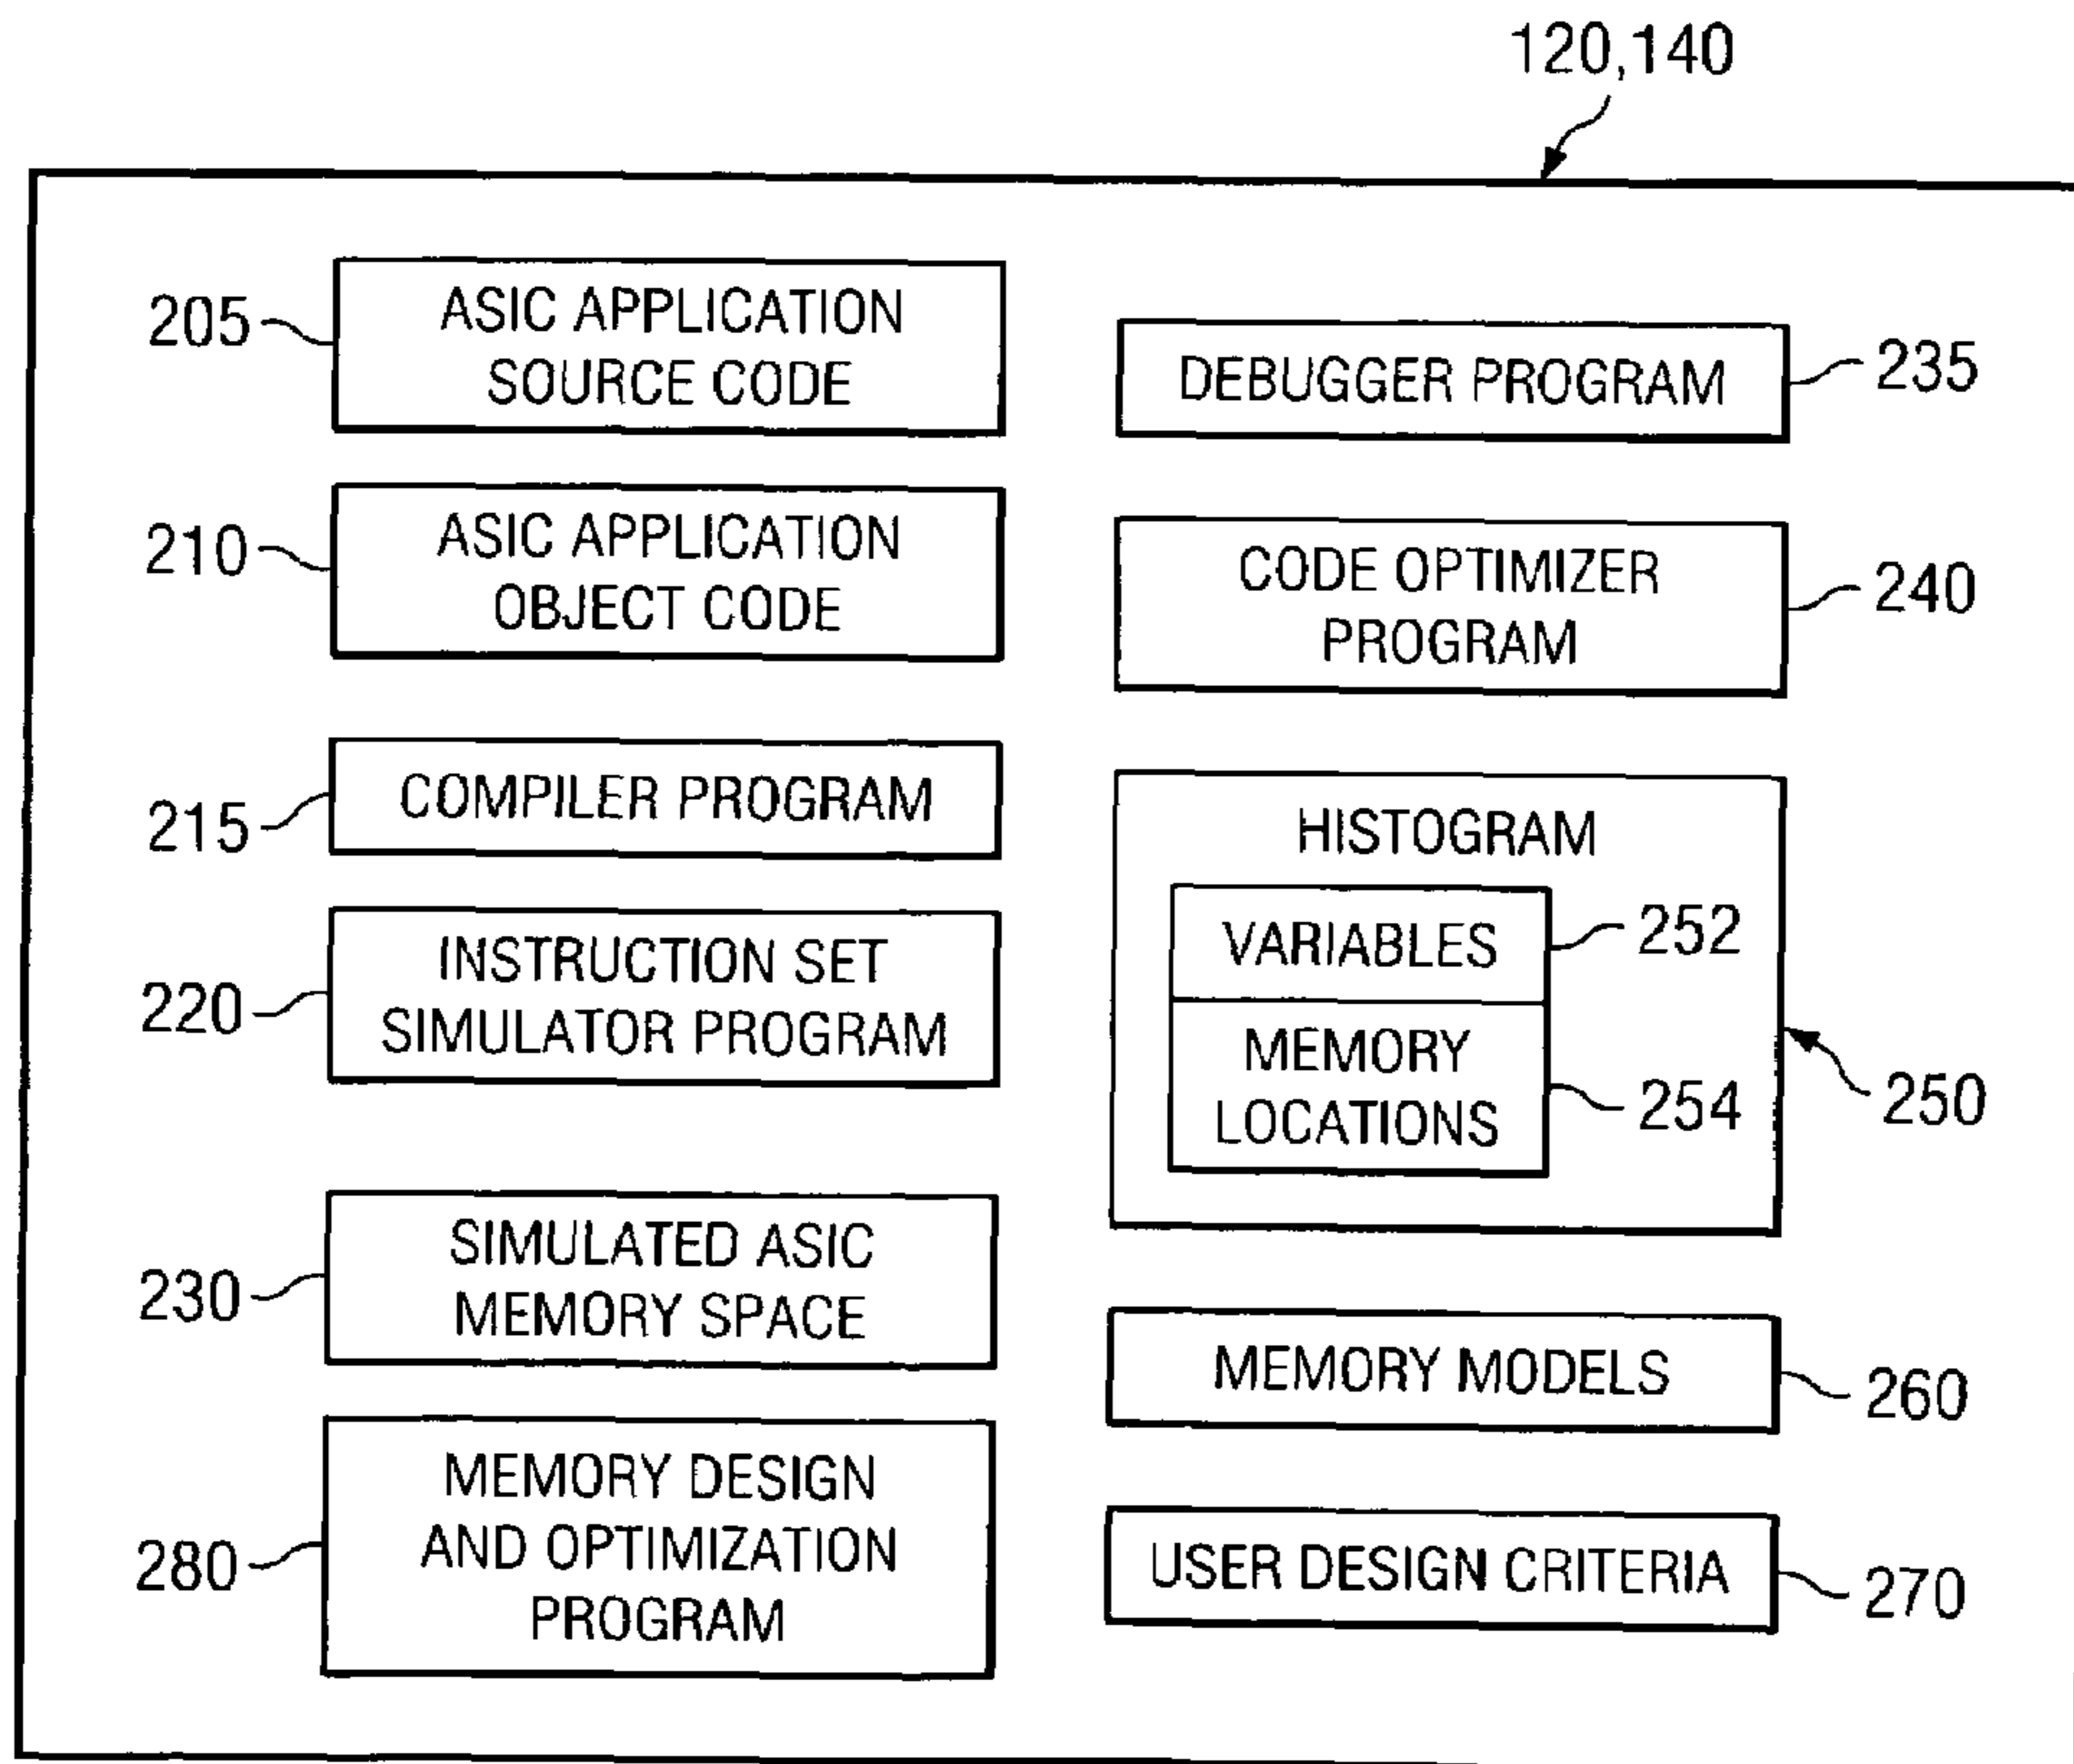 120,140
205
ASIC APPLICATION
SOURCE CODE
210
ASIC APPLICATION
OBJECT CODE
215
COMPILER PROGRAM
220
INSTRUCTION SET
SIMULATOR PROGRAM
230
SIMULATED ASIC
MEMORY SPACE
280
MEMORY DESIGN
AND OPTIMIZATION
PROGRAM
DEBUGGER PROGRAM
235
CODE OPTIMIZER
PROGRAM
240
HISTOGRAM
VARIABLES
252
MEMORY
LOCATIONS
254
250
MEMORY MODELS
260
USER DESIGN CRITERIA
270